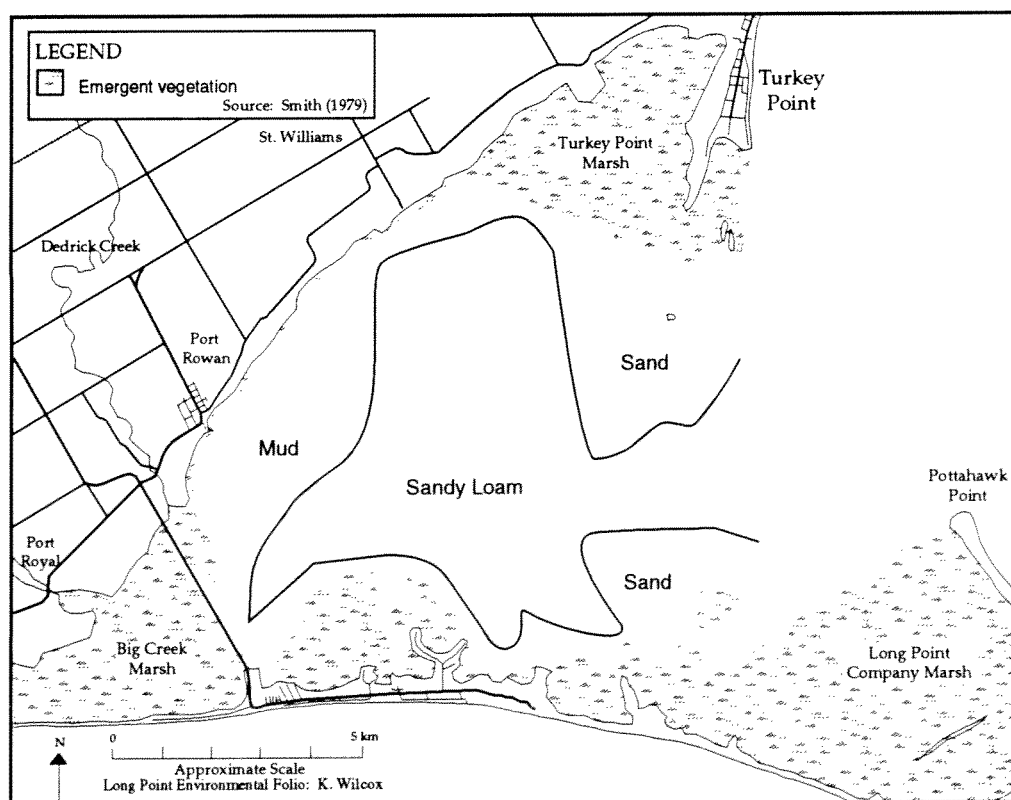 LEGEND
Emergent vegetation
Source: Smith (1979)
Turkey
Point
St. Williams
Turkey Point
Marsh
Dedrick Creek
Port
Rowan
Sand
Mud
Sandy Loam
Pottahawk
Point
Port
Royal
Sand
Big Creek
Marsh
Long Point
Company Marsh
N
0
5 km
Approximate Scale
Long Point Environmental Folio: K. Wilcox